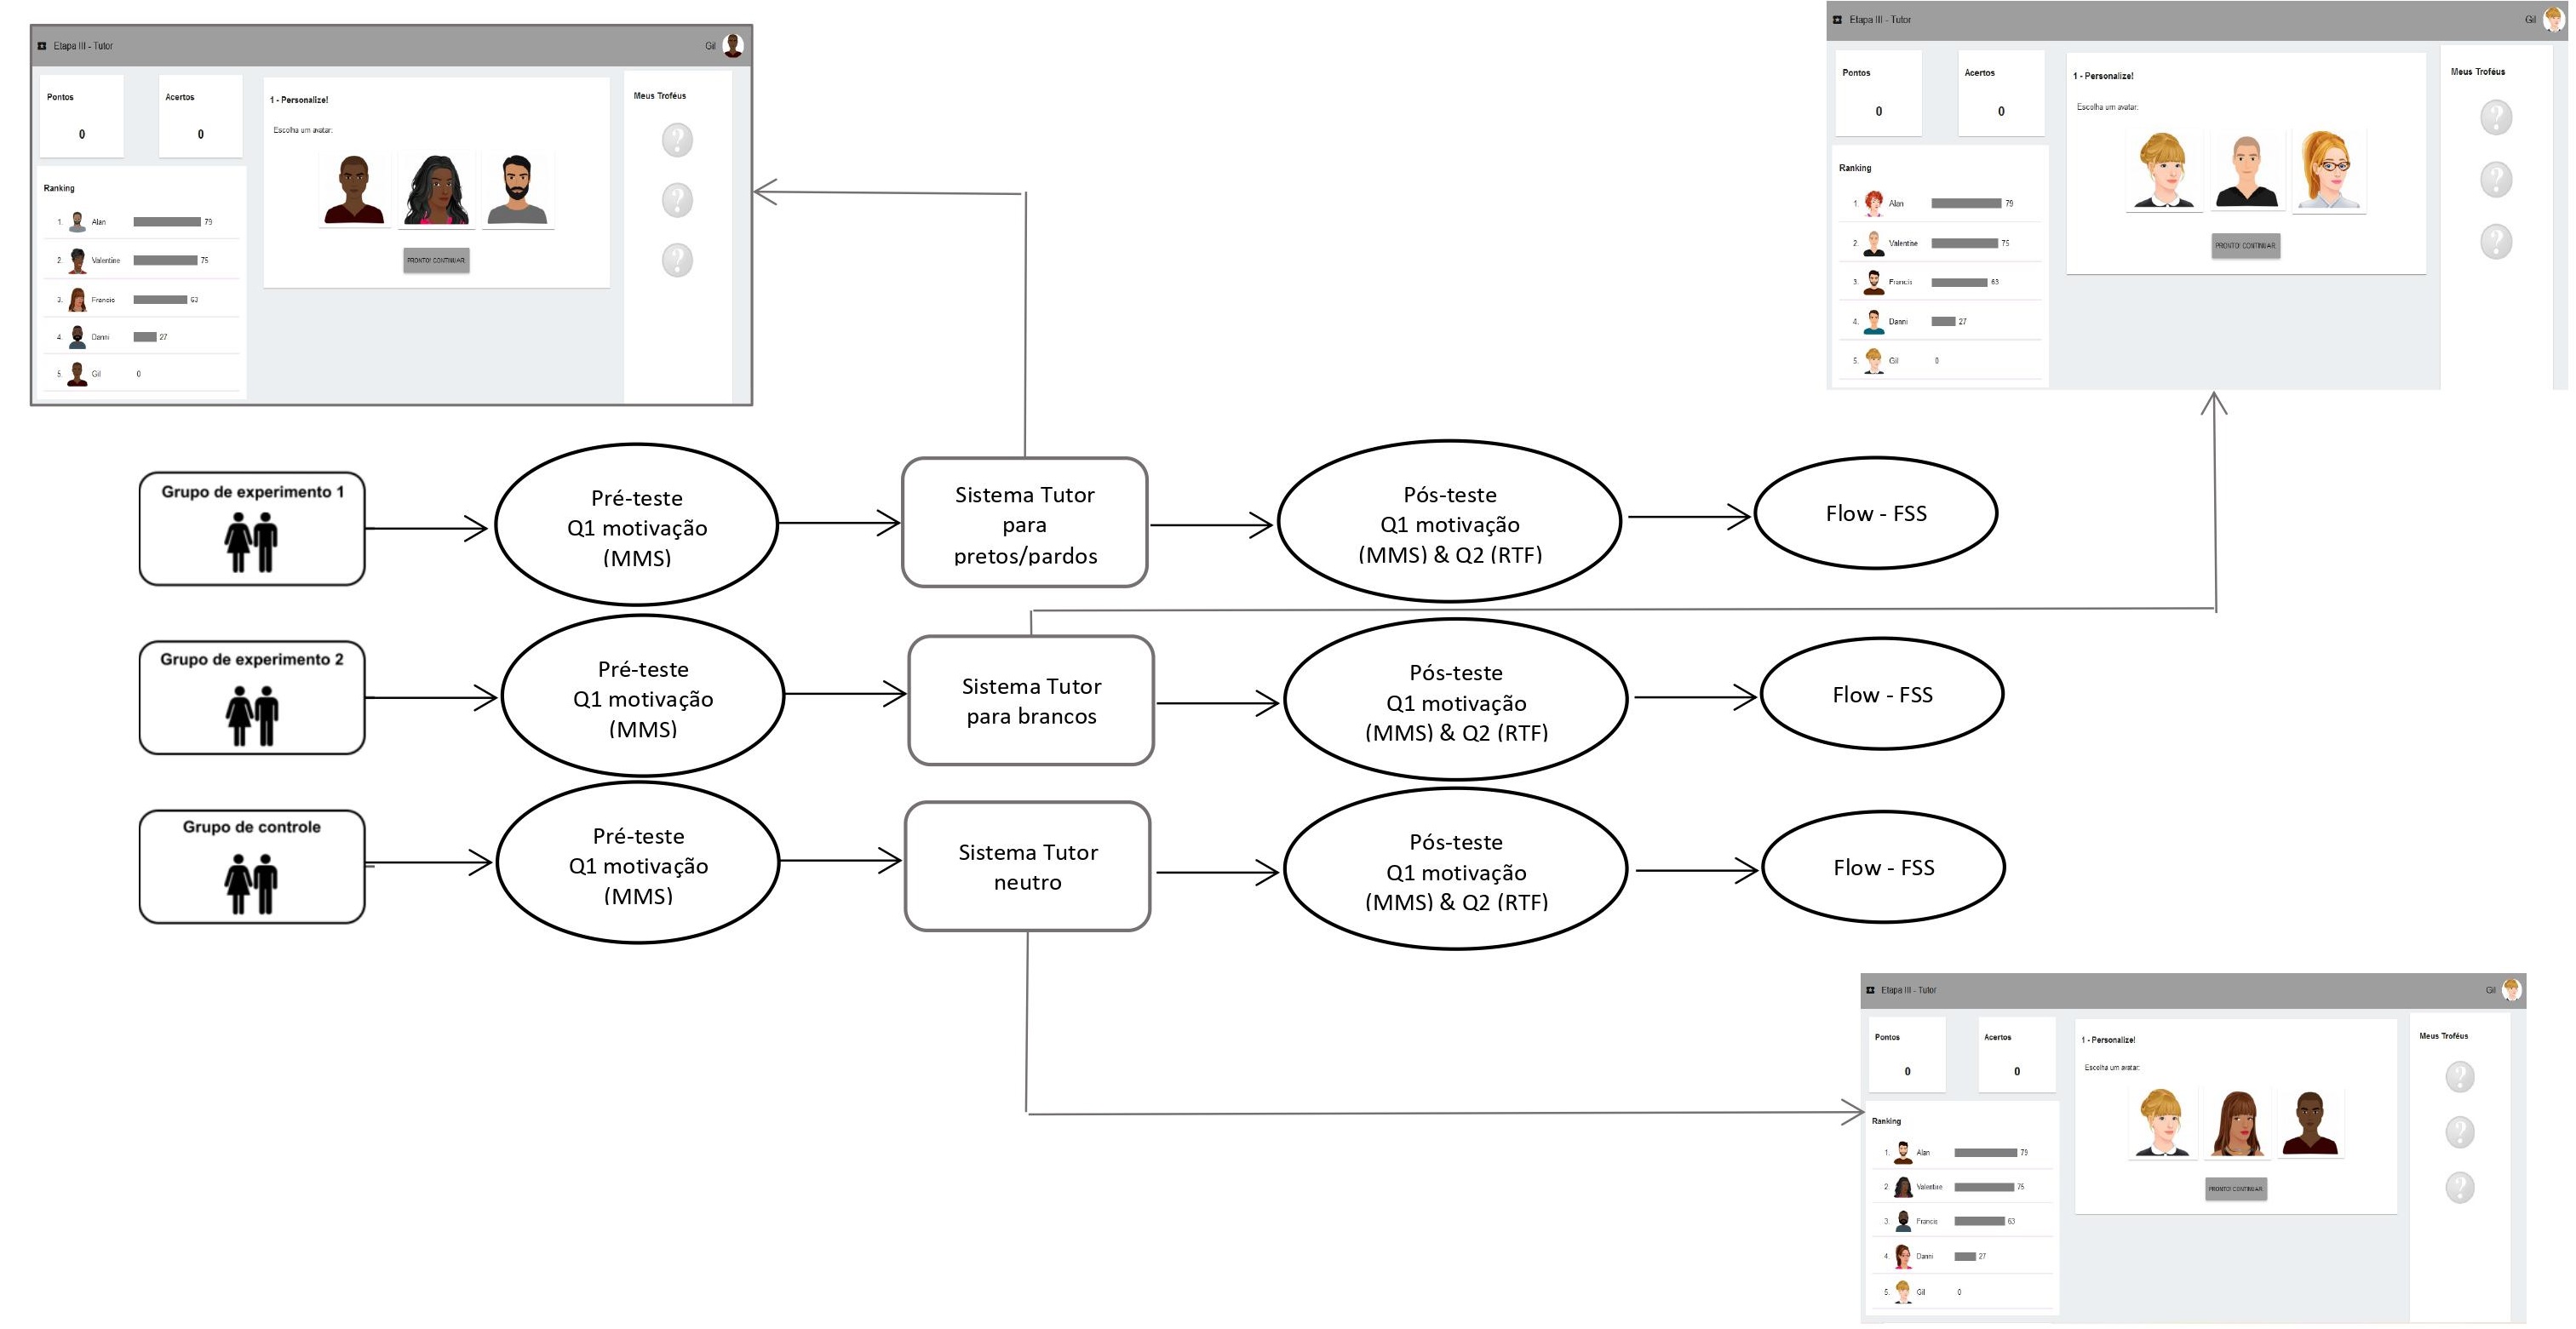 Etapa III - Tutor
Gil
Pontos
0
Acertos
0
1 - Personalize!
Escolha um avatar:
PRONTO! CONTINUAR
Meus Troféus
?
?
?
Ranking
1. Alan 79
2. Valentine 75
3. Francis 63
4. Danni 27
5. Gil 0
Etapa III - Tutor
Gil
Pontos
0
Acertos
0
1 - Personalize!
Escolha um avatar:
PRONTO! CONTINUAR
Meus Troféus
?
?
?
Ranking
1. Alan 79
2. Valentine 75
3. Francis 63
4. Danni 27
5. Gil 0
Grupo de experimento 1
Pré-teste
Q1 motivação
(MMS)
Sistema Tutor
para
pretos/pardos
Pós-teste
Q1 motivação
(MMS) & Q2 (RTF)
Flow - FSS
Grupo de experimento 2
Pré-teste
Q1 motivação
(MMS)
Sistema Tutor
para brancos
Pós-teste
Q1 motivação
(MMS) & Q2 (RTF)
Flow - FSS
Grupo de controle
Pré-teste
Q1 motivação
(MMS)
Sistema Tutor
neutro
Pós-teste
Q1 motivação
(MMS) & Q2 (RTF)
Flow - FSS
Etapa III - Tutor
Gil
Pontos
0
Acertos
0
1 - Personalize!
Escolha um avatar:
PRONTO! CONTINUAR
Meus Troféus
?
?
?
Ranking
1. Alan 79
2 Valentine 75
3. Francis 63
4. Danni 27
5. Gil 0